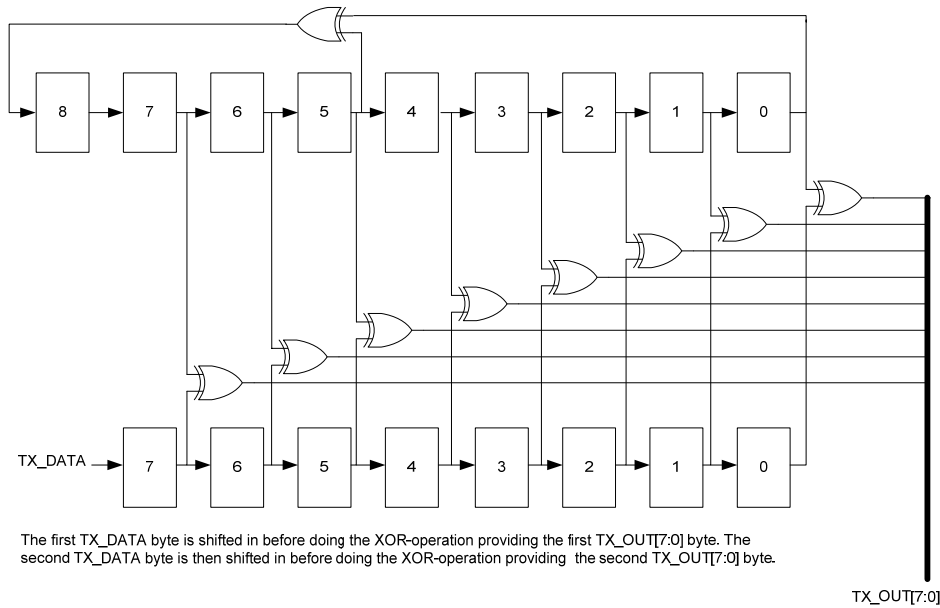 8 7 6 5 4 3 2 1 0
TX_DATA 7 6 5 4 3 2 1 0
The first TX_DATA byte is shifted in before doing the XOR-operation providing the first TX_OUT[7:0] byte. The
second TX_DATA byte is then shifted in before doing the XOR-operation providing the second TX_OUT[7:0] byte.
TX_OUT[7:0]